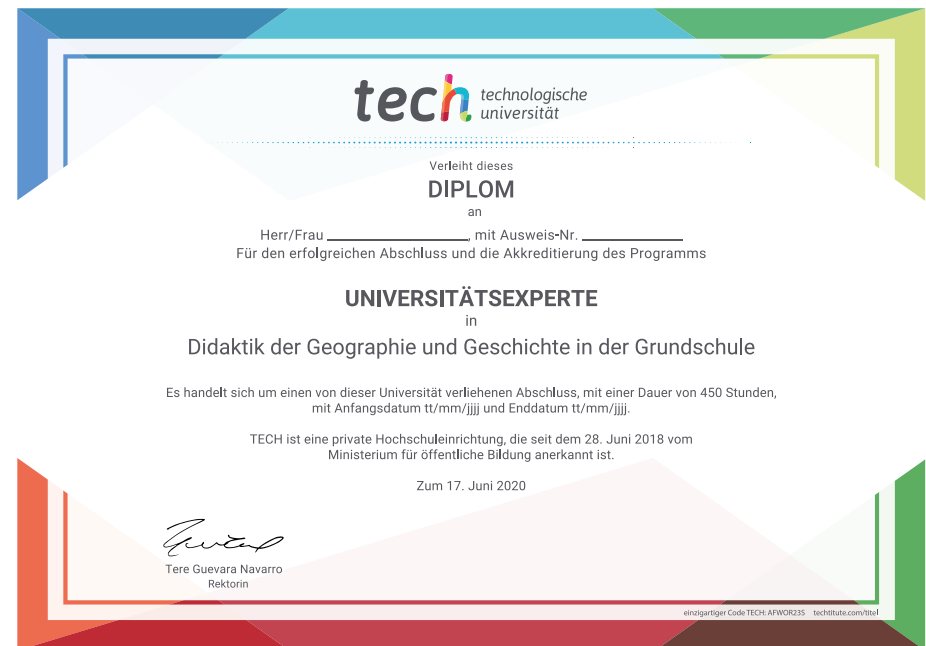 tech technologische
universität
Verleiht dieses
DIPLOM
an
Herr/Frau ____________________, mit Ausweis-Nr. ______________
Für den erfolgreichen Abschluss und die Akkreditierung des Programms
UNIVERSITÄTSEXPERTE
in
Didaktik der Geographie und Geschichte in der Grundschule
Es handelt sich um einen von dieser Universität verliehenen Abschluss, mit einer Dauer von 450 Stunden,
mit Anfangsdatum tt/mm/jjjj und Enddatum tt/mm/jjjj.
TECH ist eine private Hochschuleinrichtung, die seit dem 28. Juni 2018 vom
Ministerium für öffentliche Bildung anerkannt ist.
Zum 17. Juni 2020
Tere Guevara Navarro
Rektorin
einzigartiger Code TECH: AFWOR23S techtitute.com/titel